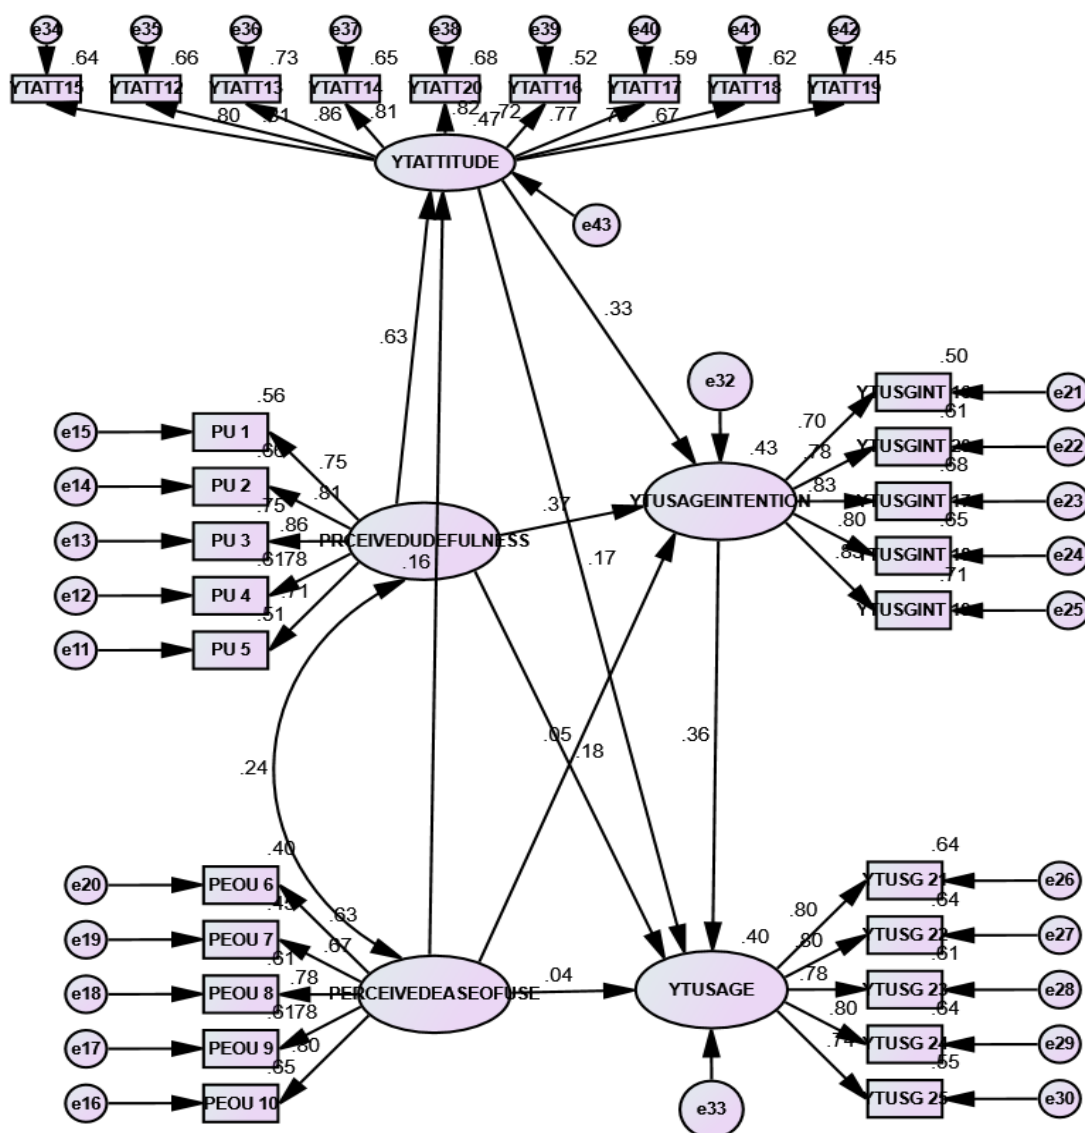 e34 e35 e36 e37 e38 e39 e40 e41 e42
.64 .66 .73 .65 .68 .52 .59 .62 .45
YTATT15 YTATT12 YTATT13 YTATT14 YTATT20 YTATT16 YTATT17 YTATT18 YTATT19
.80 .81 .86 .81 .82 .47 .72 .77 .67
YTATTITUDE
e43
.63 .33
.50
e32
YTUSGINT e21
.56 .70 .61
e15 PU 1 .43 .78 YTUSGINT e22
.75 .68
e14 PU 2 .81 YTUSAGEINTENTION .83 YTUSGINT 17 e23
.75 .37 .65
e13 PU 3 .86 PRCEIVEDUDEFULNESS .80 YTUSGINT e24
.61 .78 .16 .17 .71
e12 PU 4 .71 YTUSGINT e25
.51
e11 PU 5
.05 .18 .36
.24
.40 .64
e20 PEOU 6 YTUSG 21 e26
.63 .80 .64
e19 PEOU 7 .67 .40 .80 YTUSG 22 e27
.61 .61
e18 PEOU 8 .78 PERCEIVEDEASEOFUSE .04 YTUSAGE .78 YTUSG 23 e28
.61 .78 .80 .64
e17 PEOU 9 .80 .74 YTUSG 24 e29
.65 .55
e16 PEOU 10 e33 YTUSG 25 e30